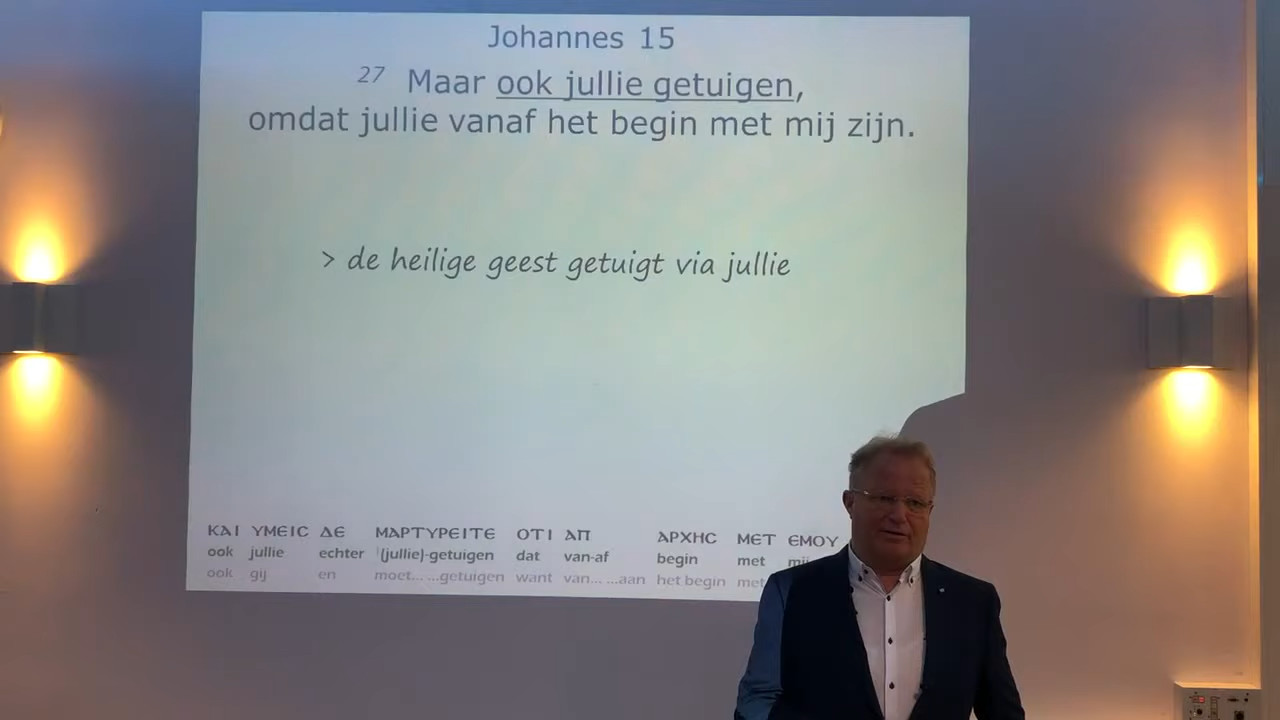 Johannes 15
27 Maar ook jullie getuigen,
omdat jullie vanaf het begin met mij zijn.
> de heilige geest getuigt via jullie
ΚΑΙ ΥΜΕΙϹ ΔΕ ΜΑΡΤΥΡΕΙΤΕ ΟΤΙ ΑΠ ΑΡΧΗϹ ΜΕΤ ΕΜΟΥ
ook jullie echter (jullie)-getuigen dat van-af begin met
ook gij en moet... ...getuigen want van... ...aan het begin met